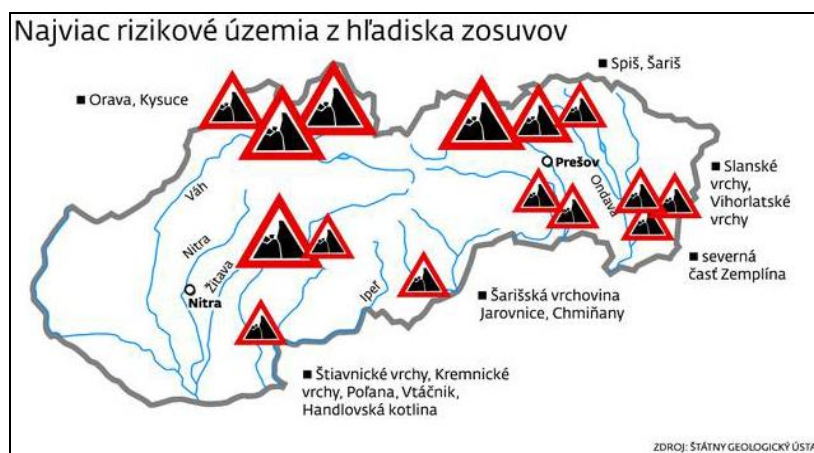 Najviac rizikové územia z hľadiska zosuvov
■ Spiš, Šariš
■ Orava, Kysuce
Prešov
■ Slanské
vrchy,
Vihorlatské
vrchy
Váh
Ondava
Nitra
Žitava
■ severná
časť Zemplína
Nitra
Ipeľ
■ Šarišská vrchovina
Jarovnice, Chmiňany
■ Štiavnické vrchy, Kremnické
vrchy, Poľana, Vtáčnik,
Handlovská kotlina
ZDROJ: ŠTÁTNY GEOLOGICKÝ ÚSTA